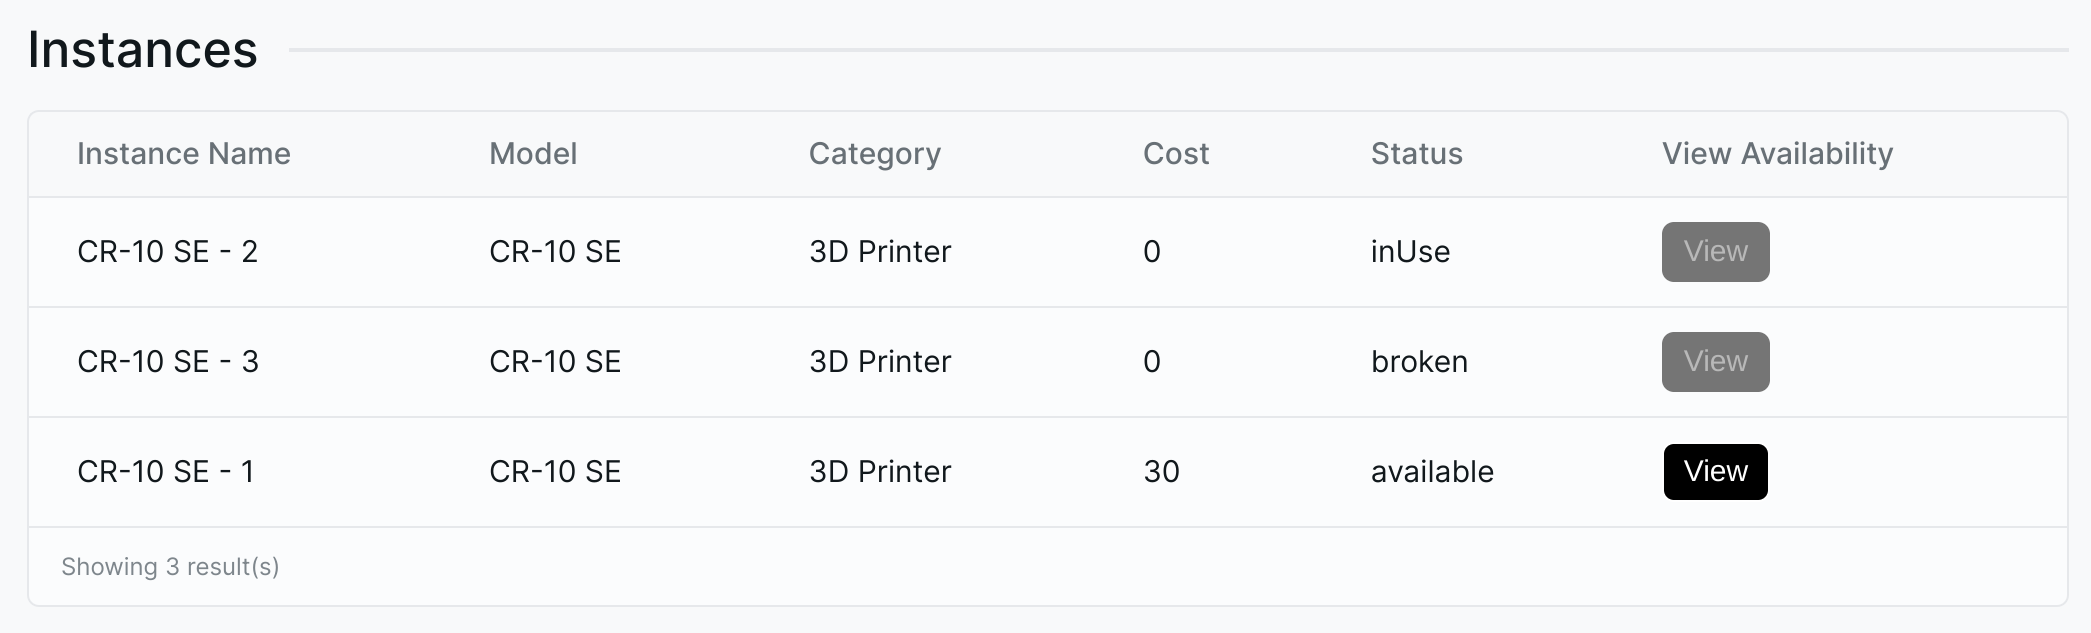 Instances
Instance Name Model Category Cost Status View Availability
CR-10 SE - 2 CR-10 SE 3D Printer 0 inUse View
CR-10 SE - 3 CR-10 SE 3D Printer 0 broken View
CR-10 SE - 1 CR-10 SE 3D Printer 30 available View
Showing 3 result(s)